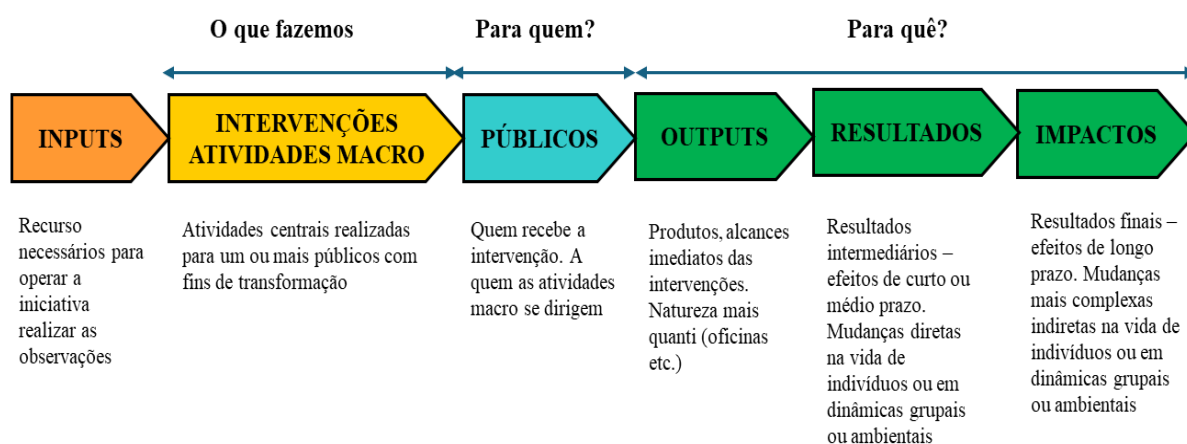 O que fazemos
Para quem?
Para quê?
INPUTS
INTERVENÇÕES
ATIVIDADES MACRO
PÚBLICOS
OUTPUTS
RESULTADOS
IMPACTOS
Recurso
necessários para
operar a
iniciativa
realizar as
observações
Atividades centrais realizadas
para um ou mais públicos com
fins de transformação
Quem recebe a
intervenção. A
quem as atividades
macro se dirigem
Produtos, alcances
imediatos das
intervenções.
Natureza mais
quanti (oficinas
etc.)
Resultados
intermediários –
efeitos de curto ou
médio prazo.
Mudanças diretas
na vida de
indivíduos ou em
dinâmicas grupais
ou ambientais
Resultados finais –
efeitos de longo
prazo. Mudanças
mais complexas
indiretas na vida de
indivíduos ou em
dinâmicas grupais
ou ambientais